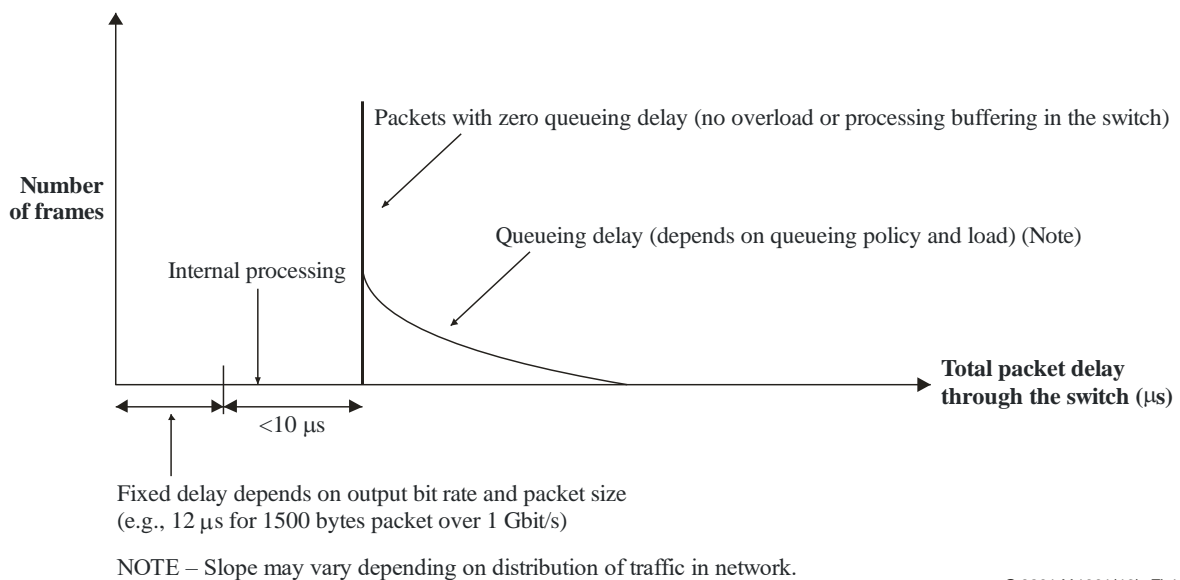 Packets with zero queueing delay (no overload or processing buffering in the switch)
Number
of frames
Queueing delay (depends on queueing policy and load) (Note)
Internal processing
Total packet delay
through the switch (μs)
<10 μs
Fixed delay depends on output bit rate and packet size
(e.g., 12 μs for 1500 bytes packet over 1 Gbit/s)
NOTE – Slope may vary depending on distribution of traffic in network.